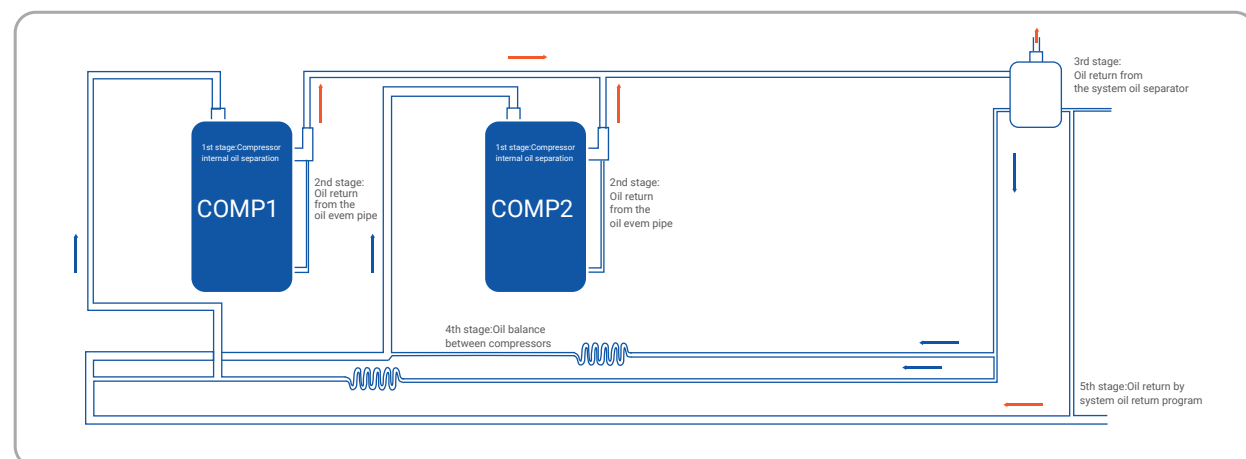 3rd stage:
Oil return from
the system oil separator
1st stage:Compressor
internal oil separation
COMP1
2nd stage:
Oil return
from the
oil evem pipe
1st stage:Compressor
internal oil separation
COMP2
2nd stage:
Oil return
from the
oil evem pipe
4th stage:Oil balance
between compressors
5th stage:Oil return by
system oil return program